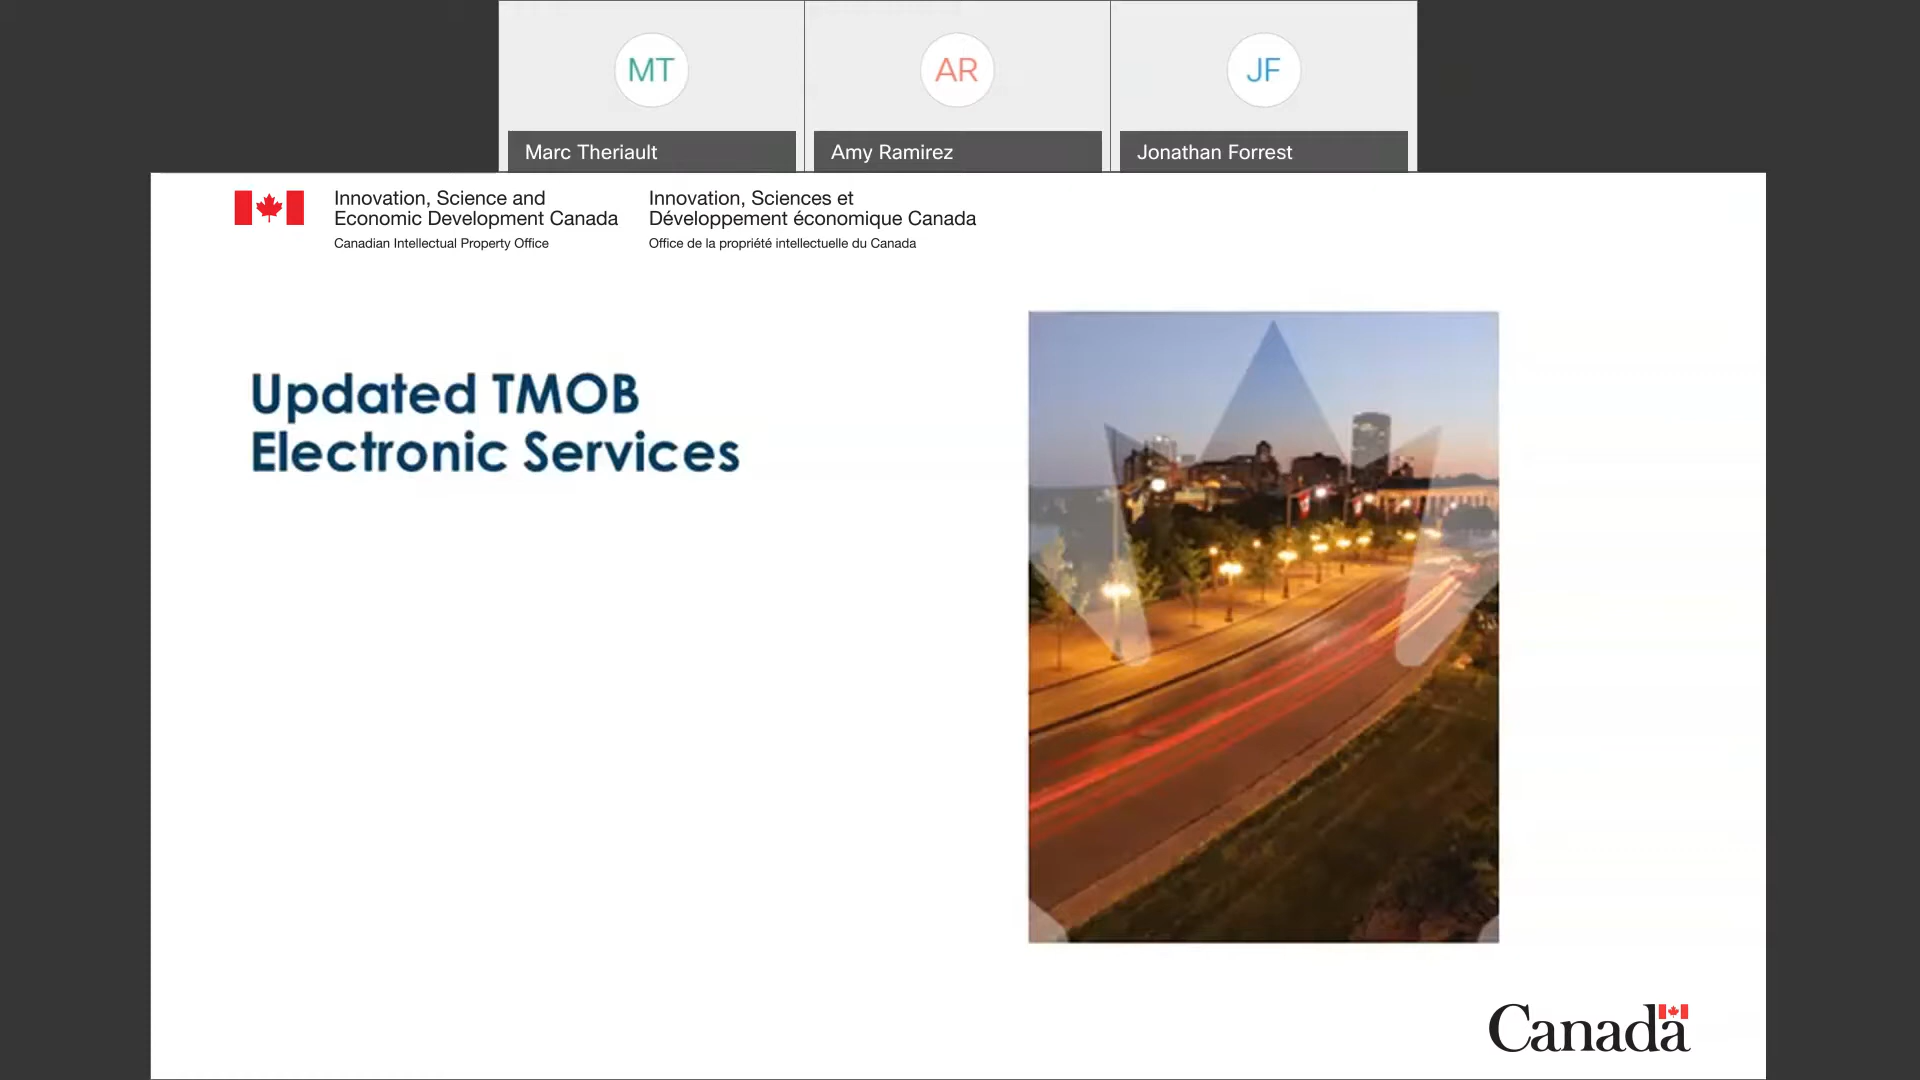 MT
AR
JF
Marc Theriault
Amy Ramirez
Jonathan Forrest
Innovation, Science and
Economic Development Canada
Canadian Intellectual Property Office
Innovation, Sciences et
Développement économique Canada
Office de la propriété intellectuelle du Canada
Updated TMOB
Electronic Services
Canada